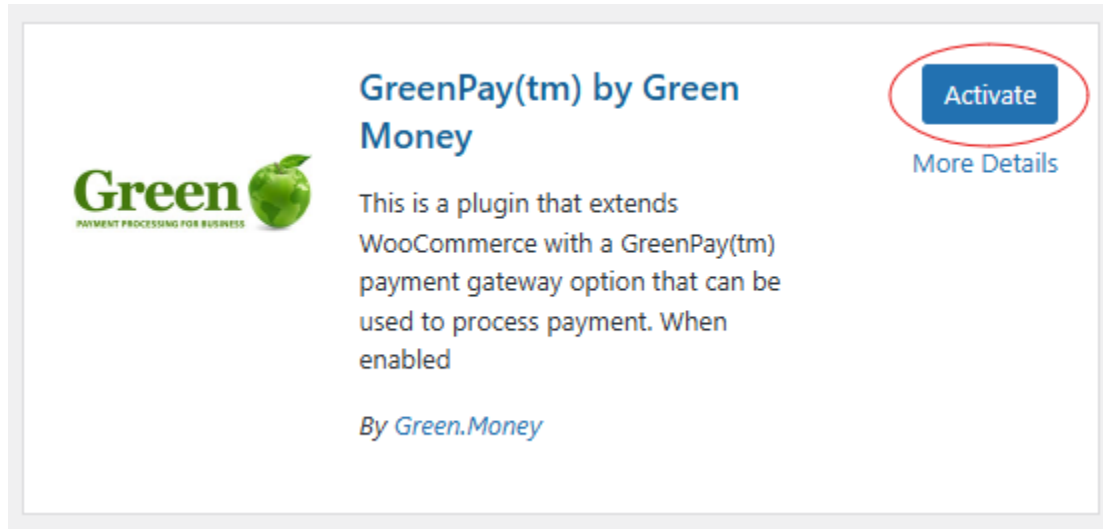 GreenPay(tm) by Green
Money
Activate
More Details
Green
PAYMENT PROCESSING FOR BUSINESS
This is a plugin that extends
WooCommerce with a GreenPay(tm)
payment gateway option that can be
used to process payment. When
enabled
By Green.Money